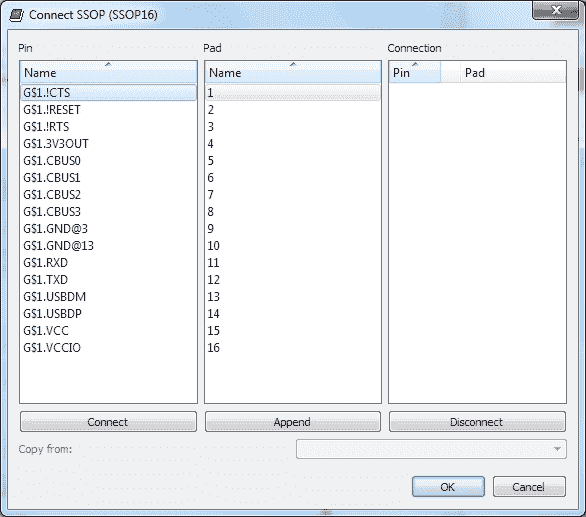 Connect SSOP (SSOP16)
Pin Pad Connection
Name Name Pin Pad
G$1.!CTS 1
G$1.!RESET 2
G$1.!RTS 3
G$1.3V3OUT 4
G$1.CBUS0 5
G$1.CBUS1 6
G$1.CBUS2 7
G$1.CBUS3 8
G$1.GND@3 9
G$1.GND@13 10
G$1.RXD 11
G$1.TXD 12
G$1.USBDM 13
G$1.USBDP 14
G$1.VCC 15
G$1.VCCIO 16
Connect Append Disconnect
Copy from:
OK Cancel